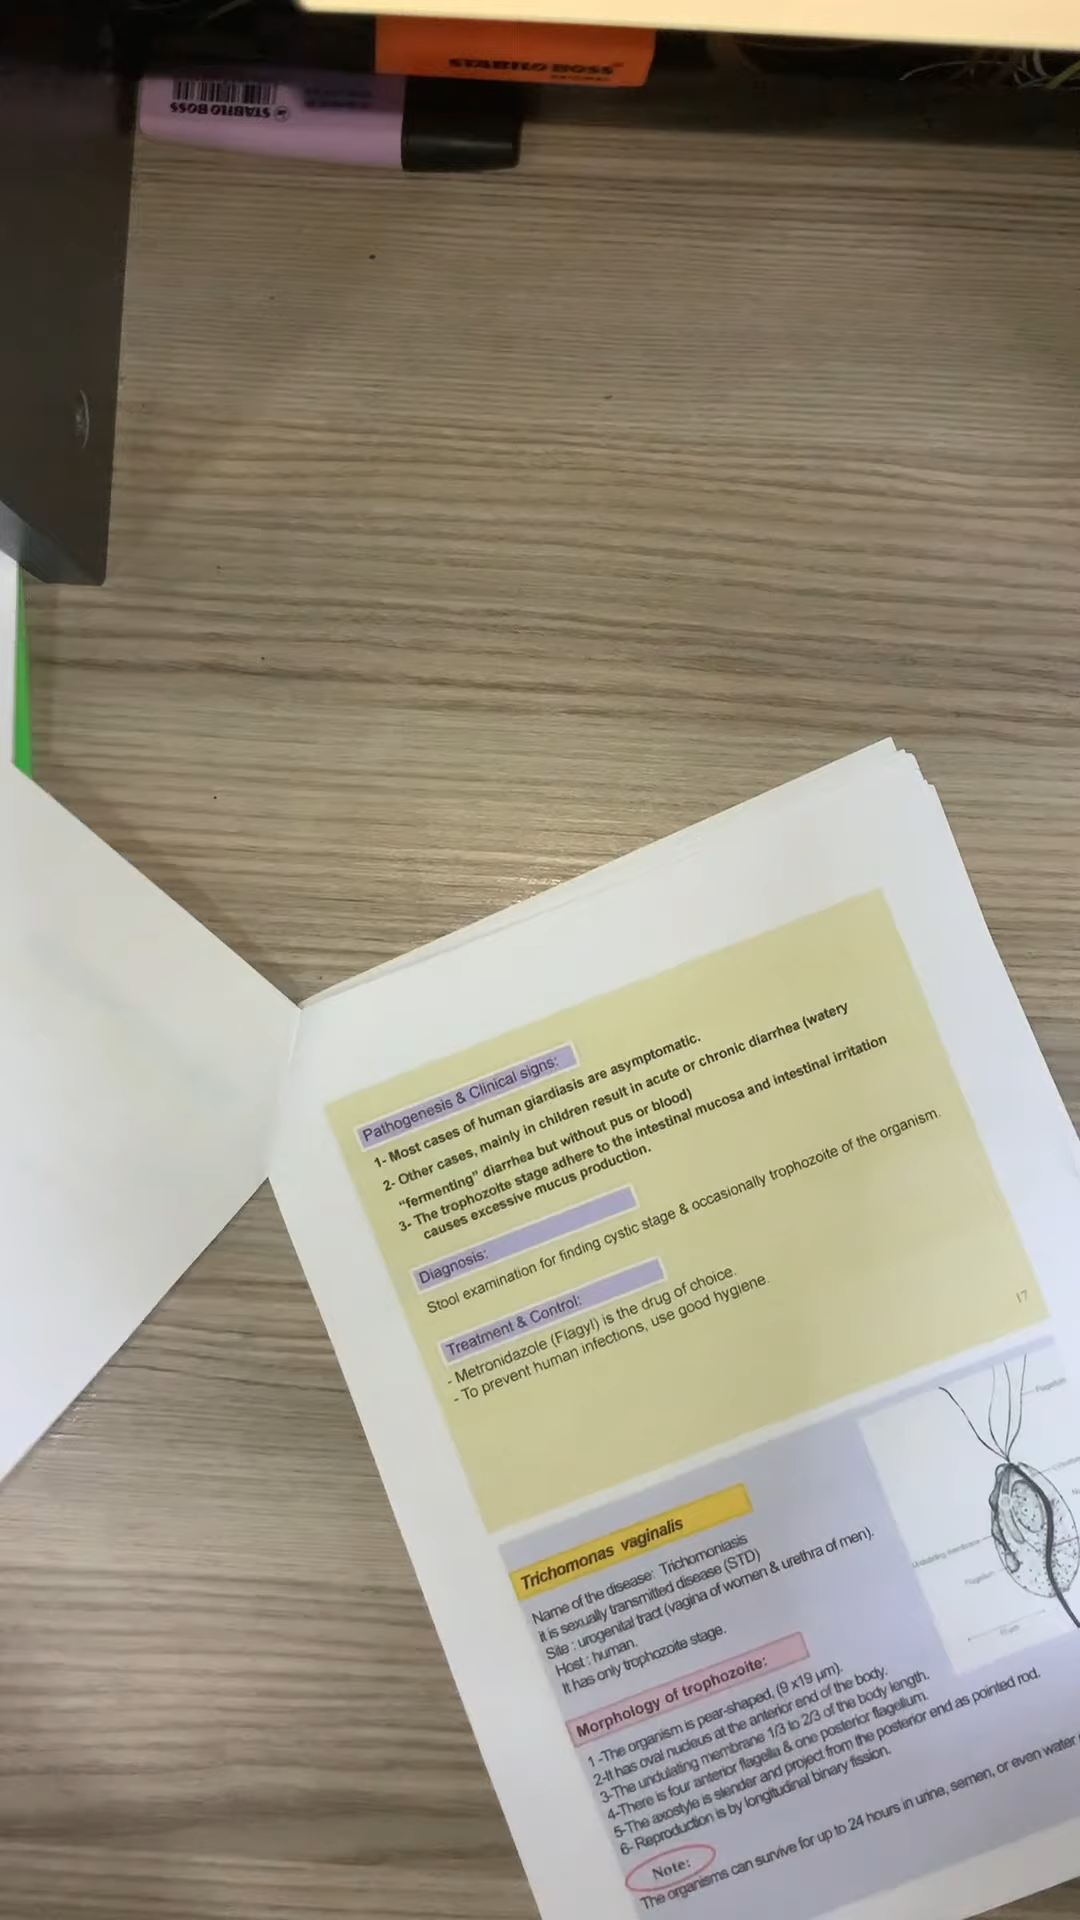 STABILO BOSS
STABILO BOSS
Pathogenesis & Clinical signs:
1- Most cases of human giardiasis are asymptomatic.
2- Other cases, mainly in children result in acute or chronic diarrhea (watery
“fermenting” diarrhea but without pus or blood)
3- The trophozoite stage adhere to the intestinal mucosa and intestinal irritation
causes excessive mucus production.
Diagnosis:
Stool examination for finding cystic stage & occasionally trophozoite of the organism.
Treatment & Control:
- Metronidazole (Flagyl) is the drug of choice.
- To prevent human infections, use good hygiene.
17
Trichomonas vaginalis
Name of the disease: Trichomoniasis
it is sexually transmitted disease (STD)
Site : urogenital tract (vagina of women & urethra of men).
Host : human.
It has only trophozoite stage.
Flagellum
Undulating membrane
Flagellum
10 µm
Morphology of trophozoite:
1 -The organism is pear-shaped, (9 x19 µm).
2-It has oval nucleus at the anterior end of the body.
3-The undulating membrane 1/3 to 2/3 of the body length.
4-There is four anterior flagella & one posterior flagellum.
5-The axostyle is slender and project from the posterior end as pointed rod.
6- Reproduction is by longitudinal binary fission.
Note:
The organisms can survive for up to 24 hours in urine, semen, or even water